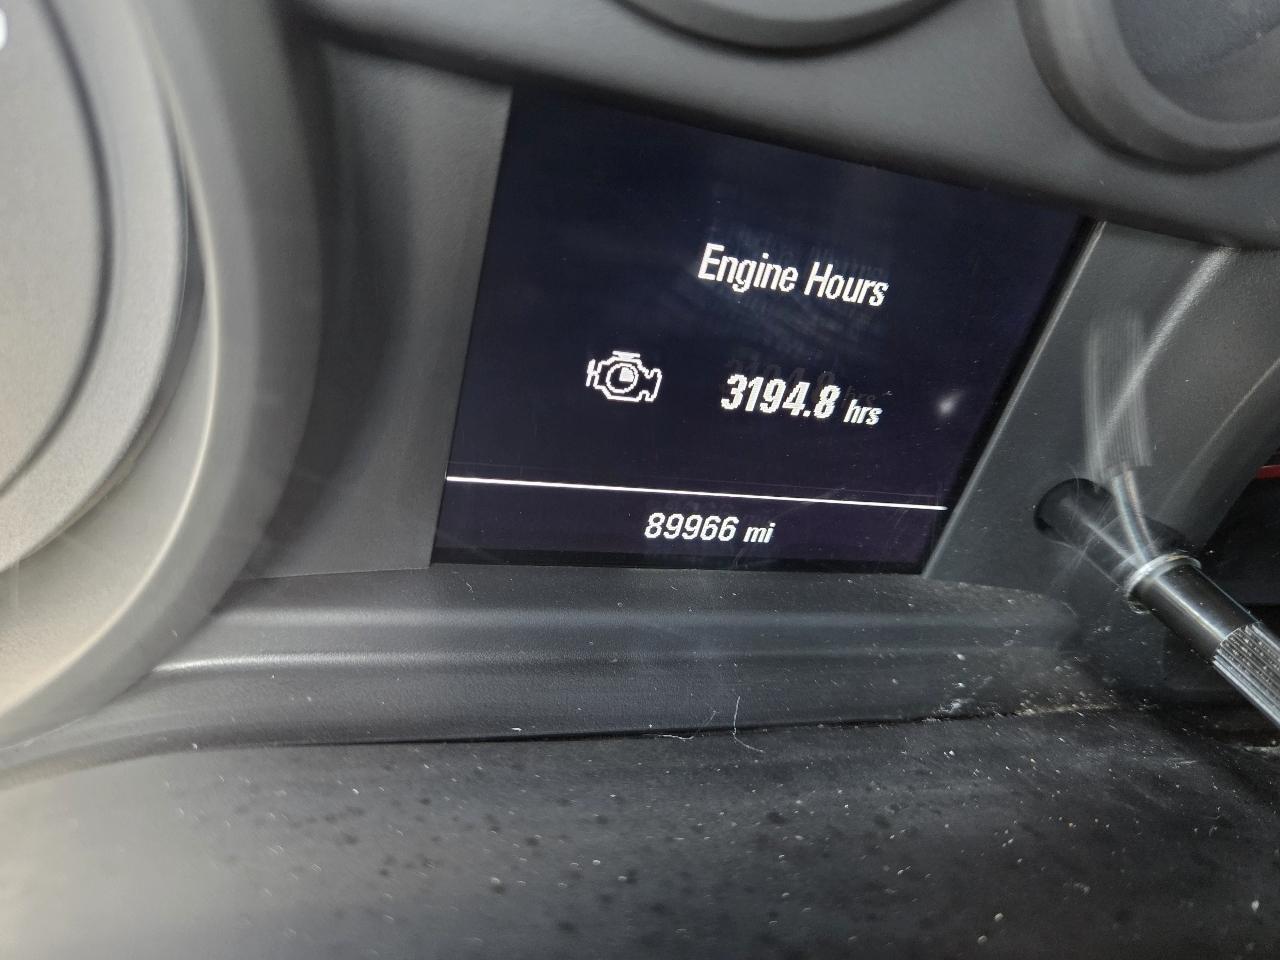 Engine Hours
3194.8 hrs
89966 mi